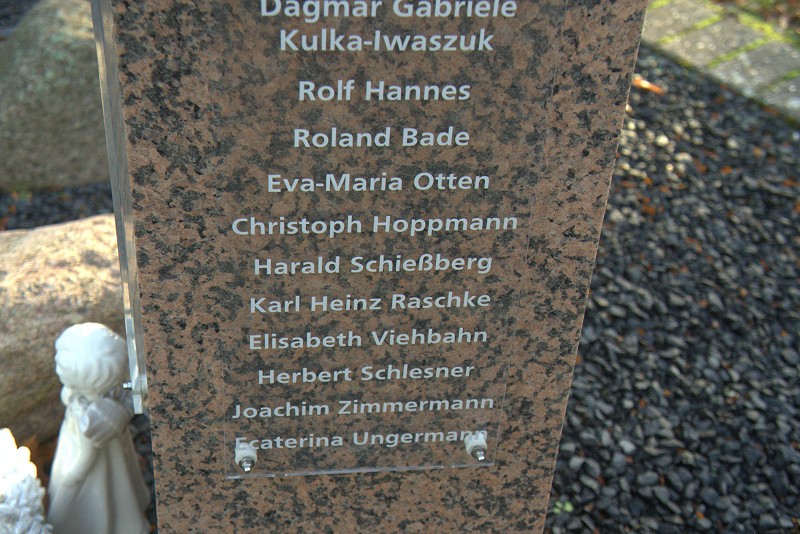 Dagmar Gabriele
Kulka-Iwaszuk
Rolf Hannes
Roland Bade
Eva-Maria Otten
Christoph Hoppmann
Harald Schießberg
Karl Heinz Raschke
Elisabeth Viehbahn
Herbert Schlesner
Joachim Zimmermann
Ecaterina Ungermann